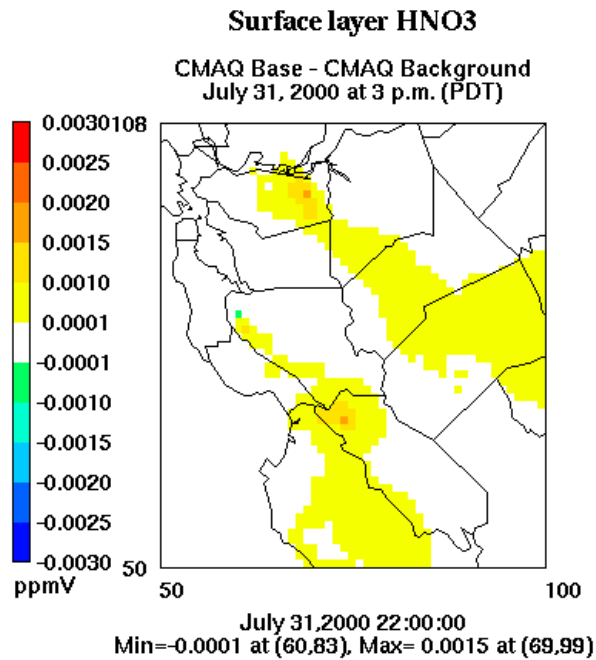 Surface layer HNO3
CMAQ Base - CMAQ Background
July 31, 2000 at 3 p.m. (PDT)
0.0030
0.0025
0.0020
0.0015
0.0010
0.0001
-0.0001
-0.0010
-0.0015
-0.0020
-0.0025
-0.0030
ppmV
108
50
50
100
July 31,2000 22:00:00
Min=-0.0001 at (60,83), Max= 0.0015 at (69,99)